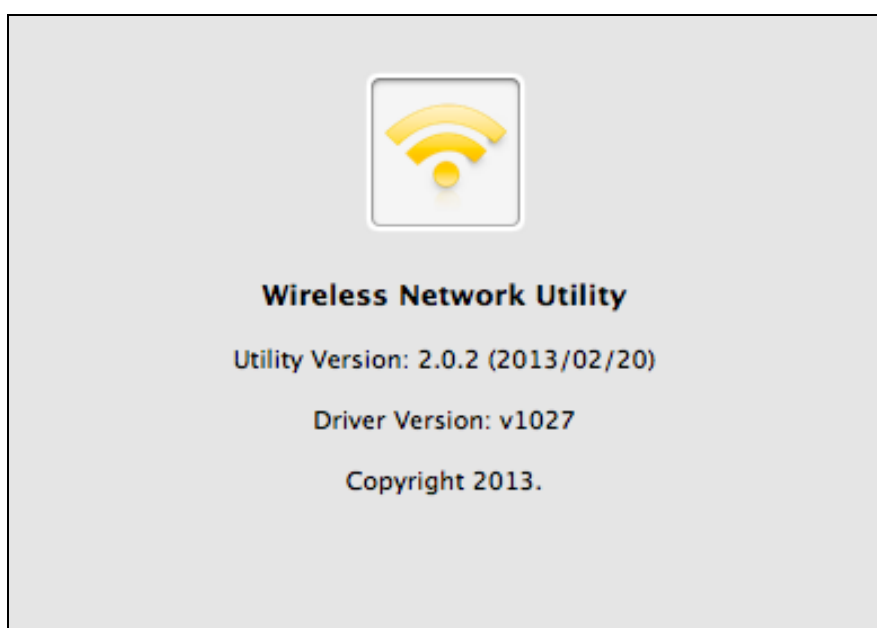 Wireless Network Utility
Utility Version: 2.0.2 (2013/02/20)
Driver Version: v1027
Copyright 2013.